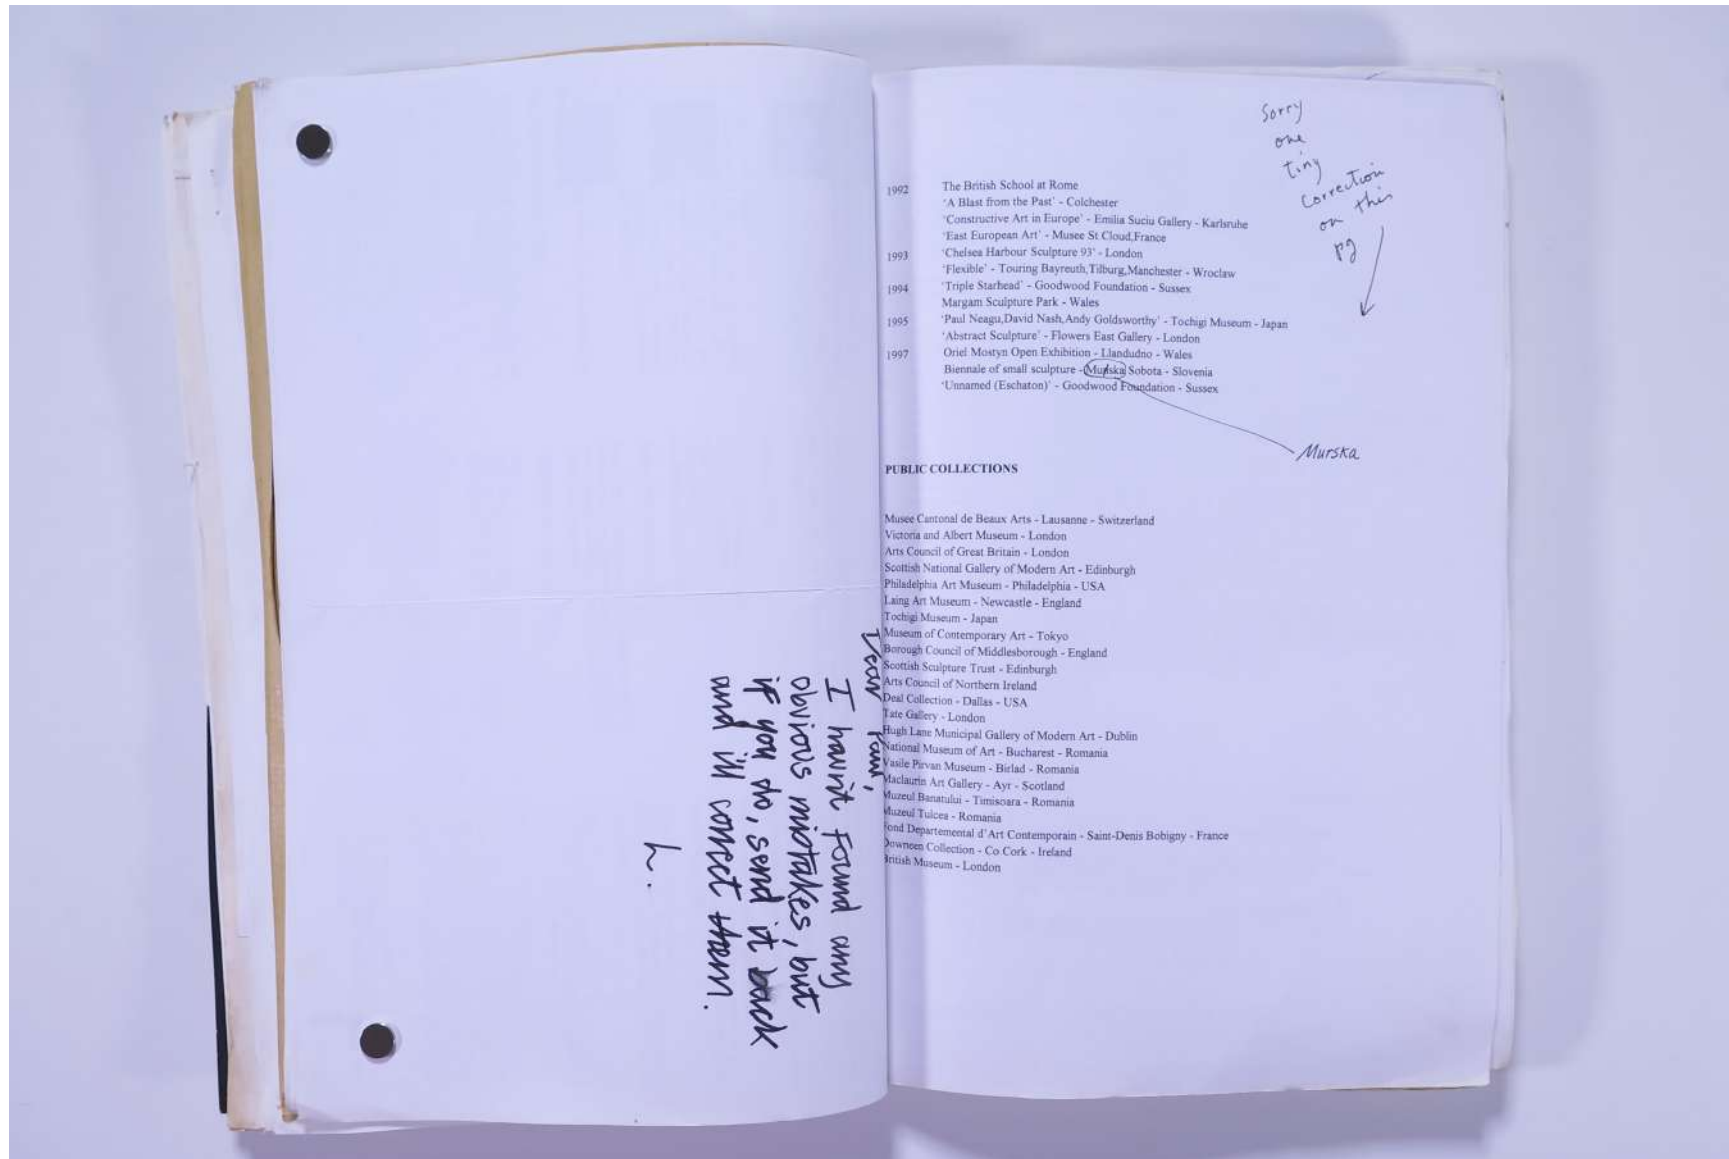 Dear Paul,
I havn't Found any
obvious mistakes, but
if you do, send it back
and i'll correct them.
h.
Sorry
one
tiny
correction
on this
pg
1992 The British School at Rome
'A Blast from the Past' - Colchester
'Constructive Art in Europe' - Emilia Suciu Gallery - Karlsruhe
'East European Art' - Musee St Cloud,France
1993 'Chelsea Harbour Sculpture 93' - London
'Flexible' - Touring Bayreuth,Tilburg,Manchester - Wroclaw
1994 'Triple Starhead' - Goodwood Foundation - Sussex
Margam Sculpture Park - Wales
1995 'Paul Neagu,David Nash,Andy Goldsworthy' - Tochigi Museum - Japan
'Abstract Sculpture' - Flowers East Gallery - London
1997 Oriel Mostyn Open Exhibition - Llandudno - Wales
Biennale of small sculpture - Sobota - Slovenia
'Unnamed (Eschaton)' - Goodwood Foundation - Sussex
Murska
PUBLIC COLLECTIONS
Musee Cantonal de Beaux Arts - Lausanne - Switzerland
Victoria and Albert Museum - London
Arts Council of Great Britain - London
Scottish National Gallery of Modern Art - Edinburgh
Philadelphia Art Museum - Philadelphia - USA
Laing Art Museum - Newcastle - England
Tochigi Museum - Japan
Museum of Contemporary Art - Tokyo
Borough Council of Middlesborough - England
Scottish Sculpture Trust - Edinburgh
Arts Council of Northern Ireland
Deal Collection - Dallas - USA
Tate Gallery - London
Hugh Lane Municipal Gallery of Modern Art - Dublin
National Museum of Art - Bucharest - Romania
Vasile Pirvan Museum - Birlad - Romania
Maclaurin Art Gallery - Ayr - Scotland
Muzeul Banatului - Timisoara - Romania
Muzeul Tulcea - Romania
Fond Departemental d'Art Contemporain - Saint-Denis Bobigny - France
Downeen Collection - Co Cork - Ireland
British Museum - London